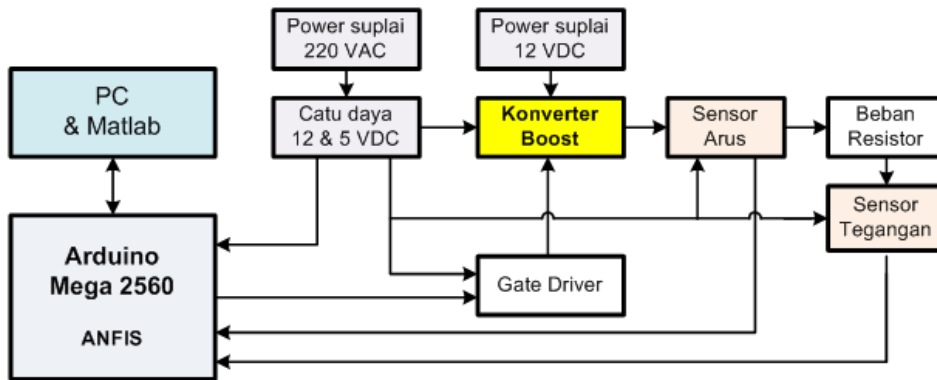 Power suplai
220 VAC
Power suplai
12 VDC
PC
& Matlab
Catu daya
12 & 5 VDC
Konverter
Boost
Sensor
Arus
Beban
Resistor
Sensor
Tegangan
Arduino
Mega 2560
ANFIS
Gate Driver